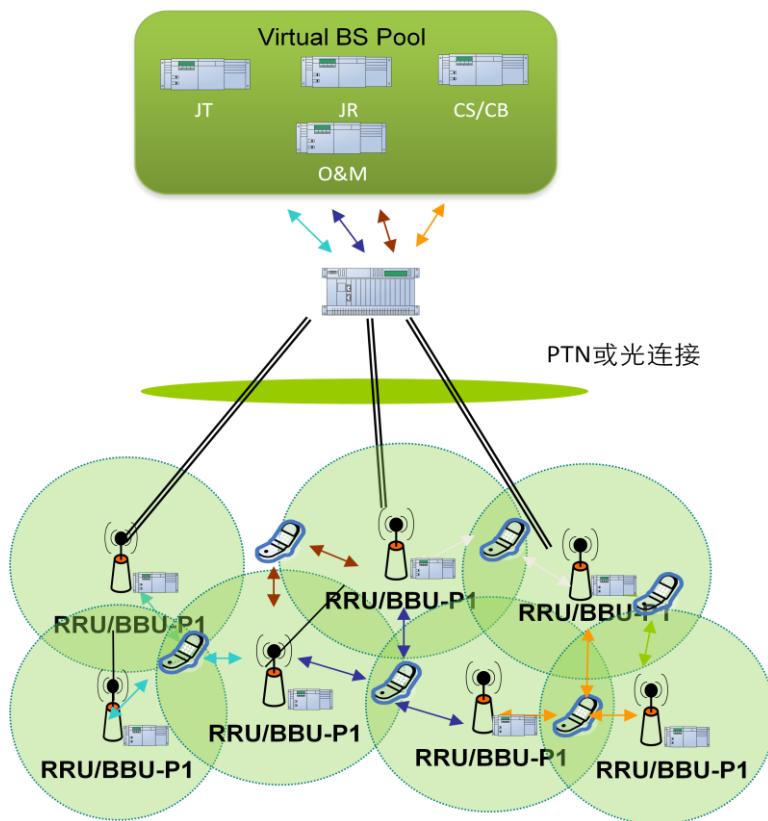 Virtual BS Pool
JT
JR
CS/CB
O&M
PTN或光连接
RRU/BBU-P1
RRU/BBU-P1
RRU/BBU-P1
RRU/BBU-P1
RRU/BBU-P1
RRU/BBU-P1
RRU/BBU-P1